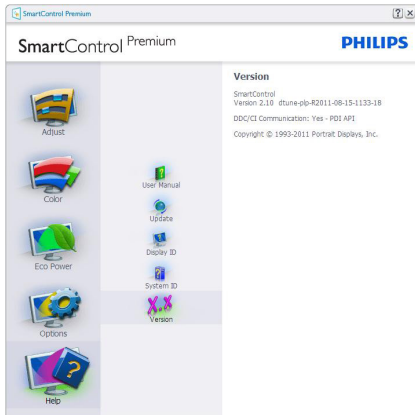 SmartControl Premium
SmartControl Premium
PHILIPS
Adjust
Color
Eco Power
Options
Help
User Manual
Update
Display ID
System ID
X.X
Version
Version
SmartControl
Version 2.10 dtune-plp-R2011-08-15-1133-18
DDC/CI Communication: Yes - PDI API
Copyright © 1993-2011 Portrait Displays, Inc.